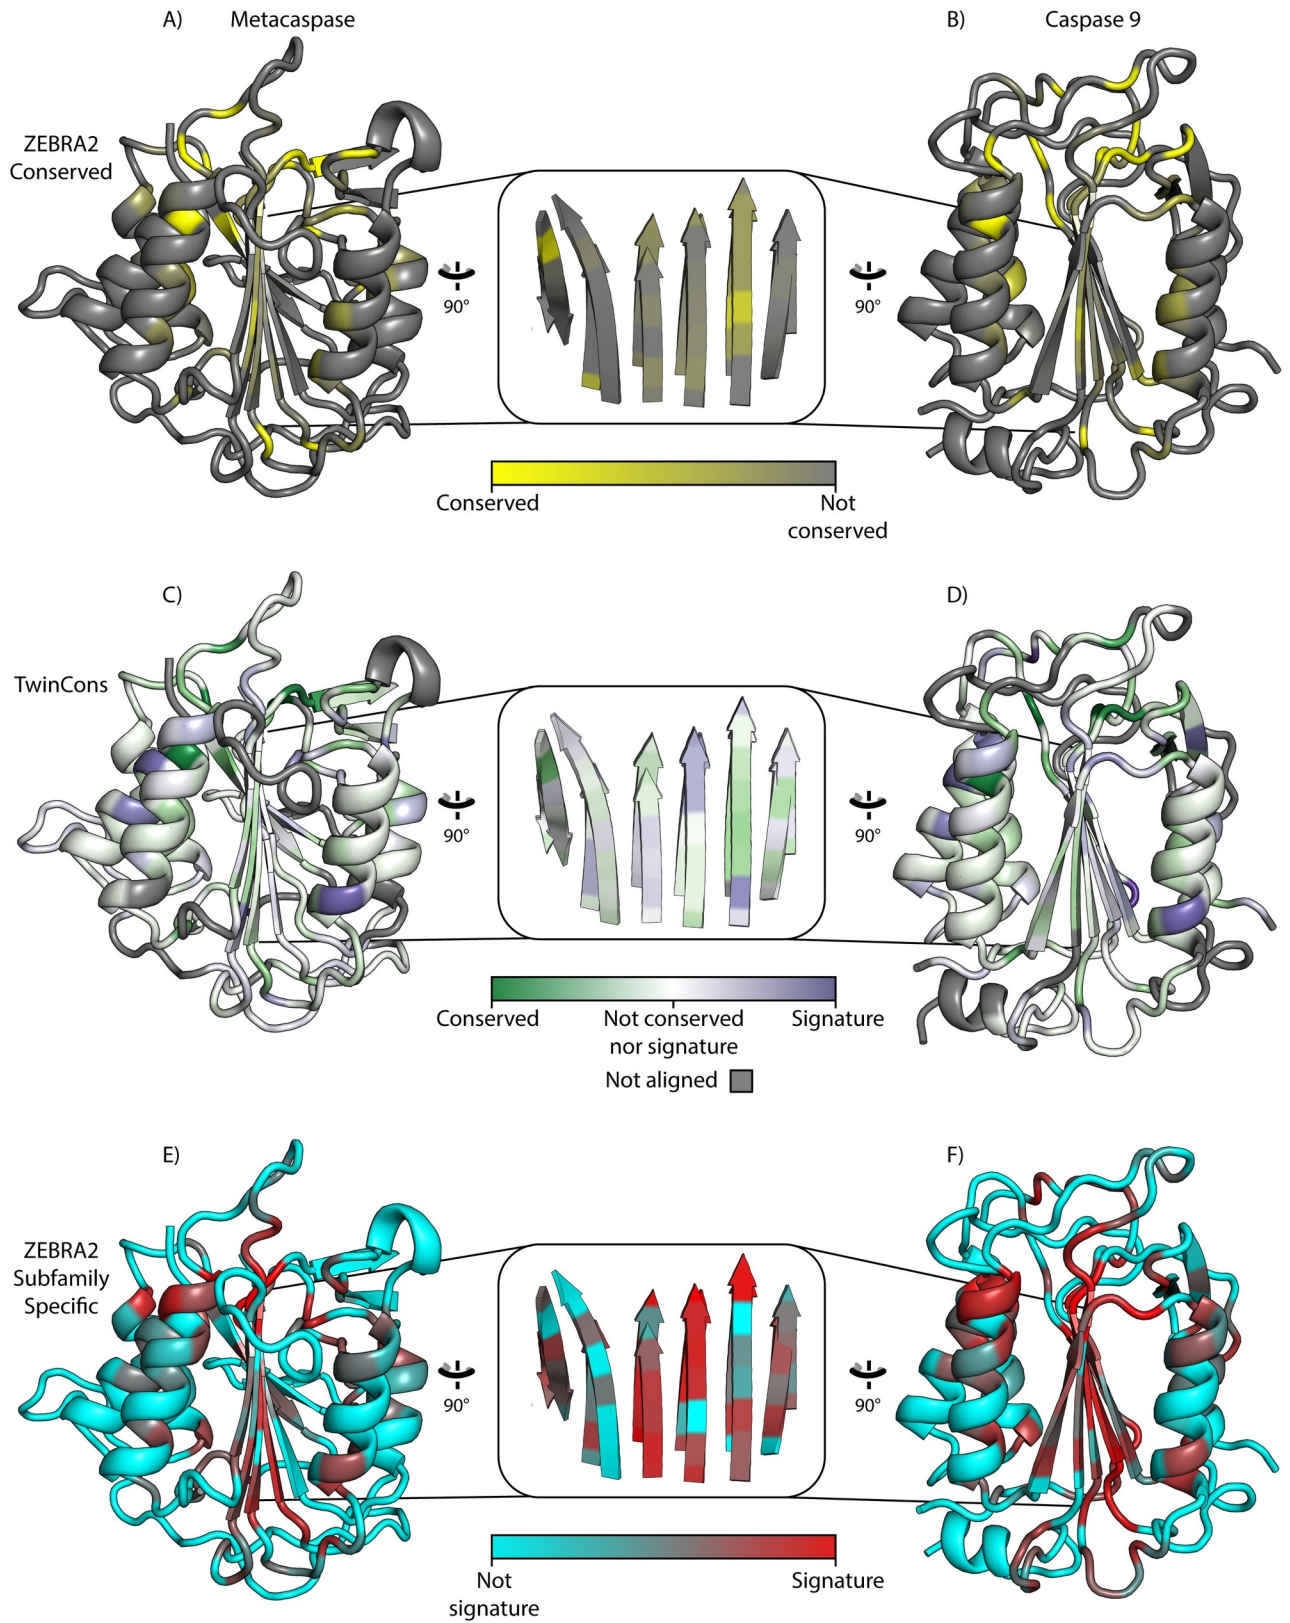 A) Metacaspase
B) Caspase 9
ZEBRA2
Conserved
90°
90°
Conserved
Not
conserved
C)
D)
TwinCons
90°
90°
Conserved
Not conserved
nor signature
Signature
Not aligned
E)
F)
ZEBRA2
Subfamily
Specific
90°
90°
Not
signature
Signature